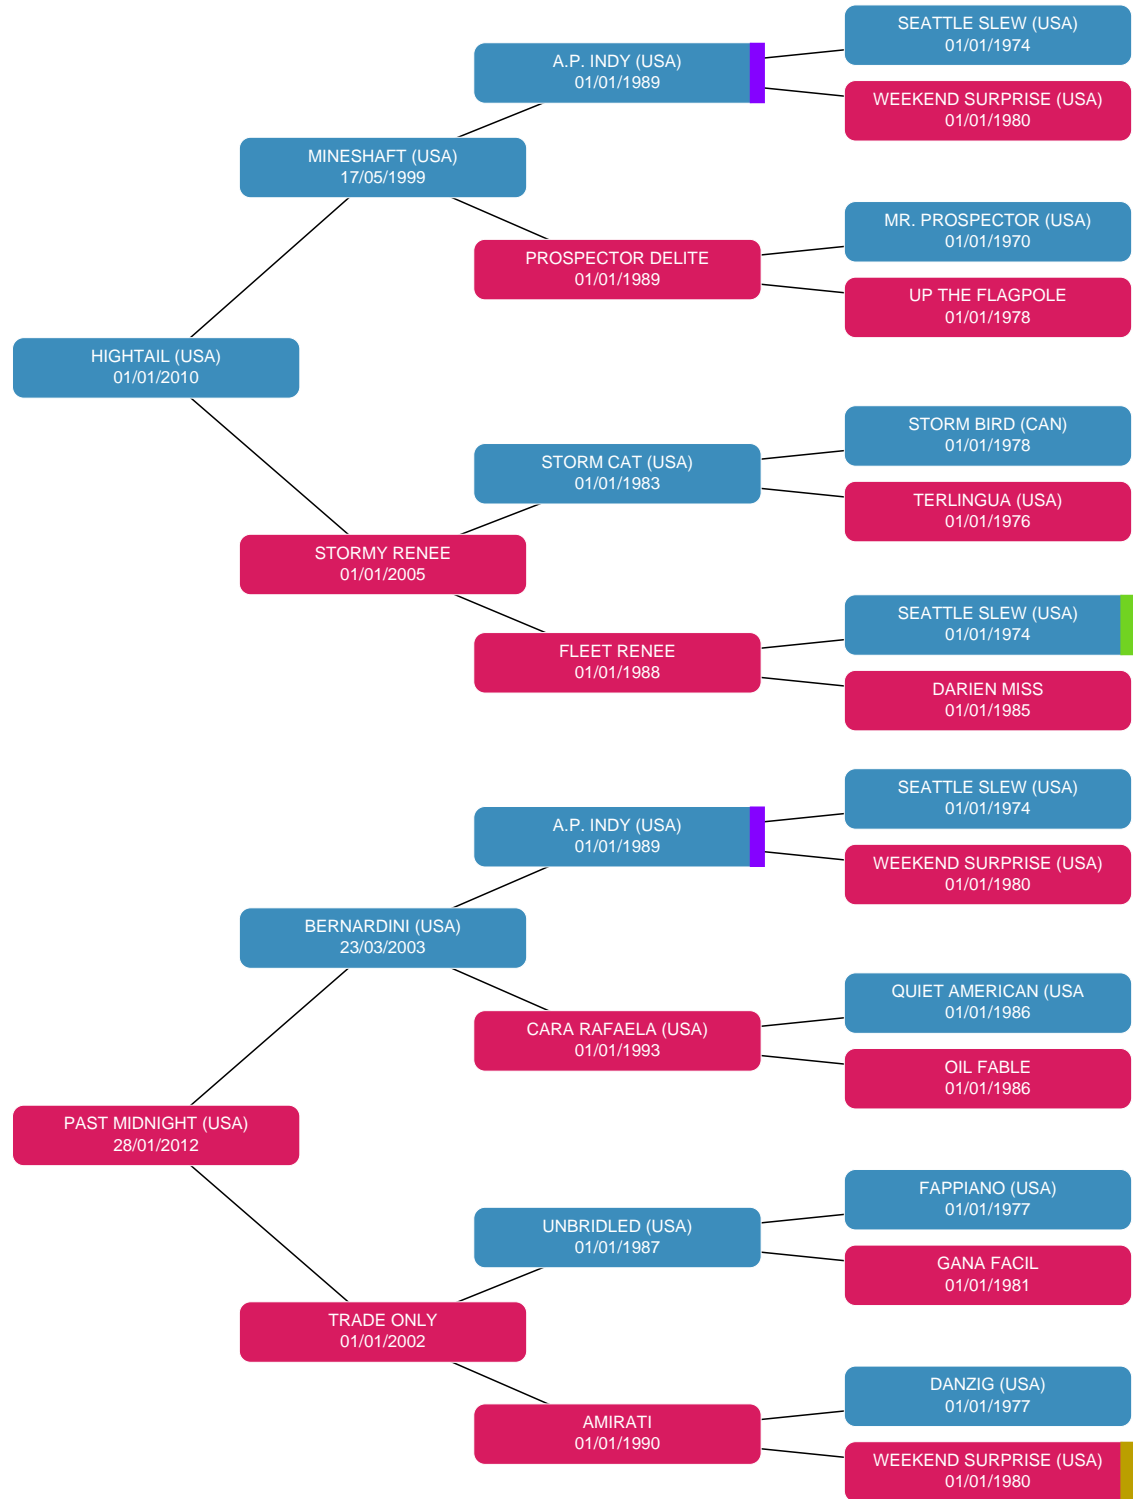 SEATTLE SLEW (USA)
01/01/1974
A.P. INDY (USA)
01/01/1989
WEEKEND SURPRISE (USA)
01/01/1980
MINESHAFT (USA)
17/05/1999
MR. PROSPECTOR (USA)
01/01/1970
PROSPECTOR DELITE
01/01/1989
UP THE FLAGPOLE
01/01/1978
HIGHTAIL (USA)
01/01/2010
STORM BIRD (CAN)
01/01/1978
STORM CAT (USA)
01/01/1983
TERLINGUA (USA)
01/01/1976
STORMY RENEE
01/01/2005
SEATTLE SLEW (USA)
01/01/1974
FLEET RENEE
01/01/1988
DARIEN MISS
01/01/1985
SEATTLE SLEW (USA)
01/01/1974
A.P. INDY (USA)
01/01/1989
WEEKEND SURPRISE (USA)
01/01/1980
BERNARDINI (USA)
23/03/2003
QUIET AMERICAN (USA
01/01/1986
CARA RAFAELA (USA)
01/01/1993
OIL FABLE
01/01/1986
PAST MIDNIGHT (USA)
28/01/2012
FAPPIANO (USA)
01/01/1977
UNBRIDLED (USA)
01/01/1987
GANA FACIL
01/01/1981
TRADE ONLY
01/01/2002
DANZIG (USA)
01/01/1977
AMIRATI
01/01/1990
WEEKEND SURPRISE (USA)
01/01/1980